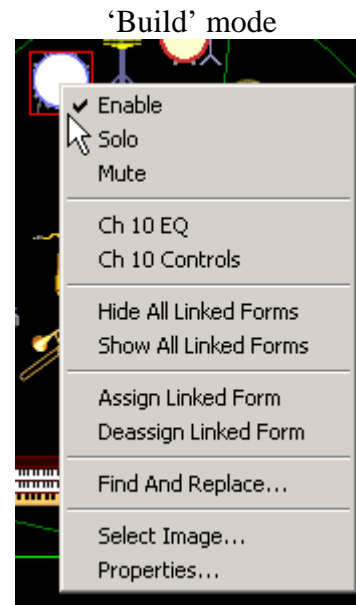 ‘Build’ mode
Enable
Solo
Mute
Ch 10 EQ
Ch 10 Controls
Hide All Linked Forms
Show All Linked Forms
Assign Linked Form
Deassign Linked Form
Find And Replace...
Select Image...
Properties...